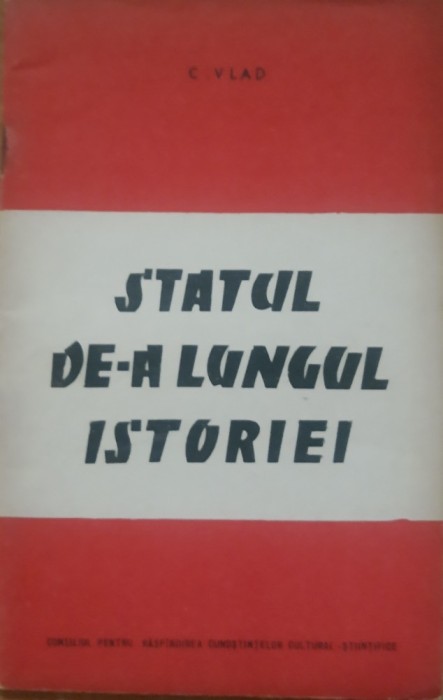 C. VLAD
STATUL
DE-A LUNGUL
ISTORIEI
CONSILIUL PENTRU RĂSPÎNDIREA CUNOȘTINȚELOR CULTURAL-ȘTIINȚIFICE